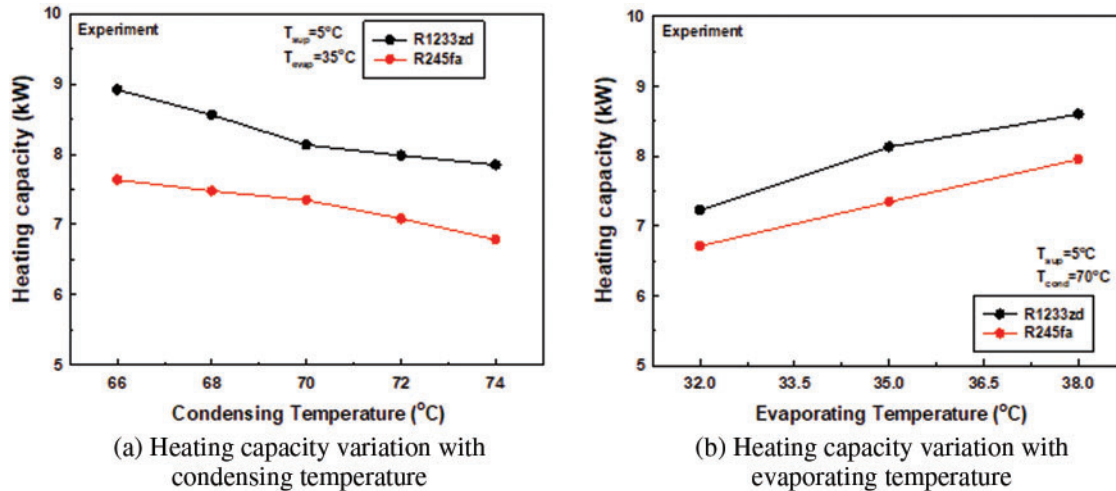 10
9
8
7
6
5
Heating capacity (kW)
Experiment
T_sup=5°C
T_evap=35°C
R1233zd
R245fa
66 68 70 72 74
Condensing Temperature (°C)
(a) Heating capacity variation with
condensing temperature
10
9
8
7
6
5
Heating capacity (kW)
Experiment
T_sup=5°C
T_cond=70°C
R1233zd
R245fa
32.0 33.5 35.0 36.5 38.0
Evaporating Temperature (°C)
(b) Heating capacity variation with
evaporating temperature